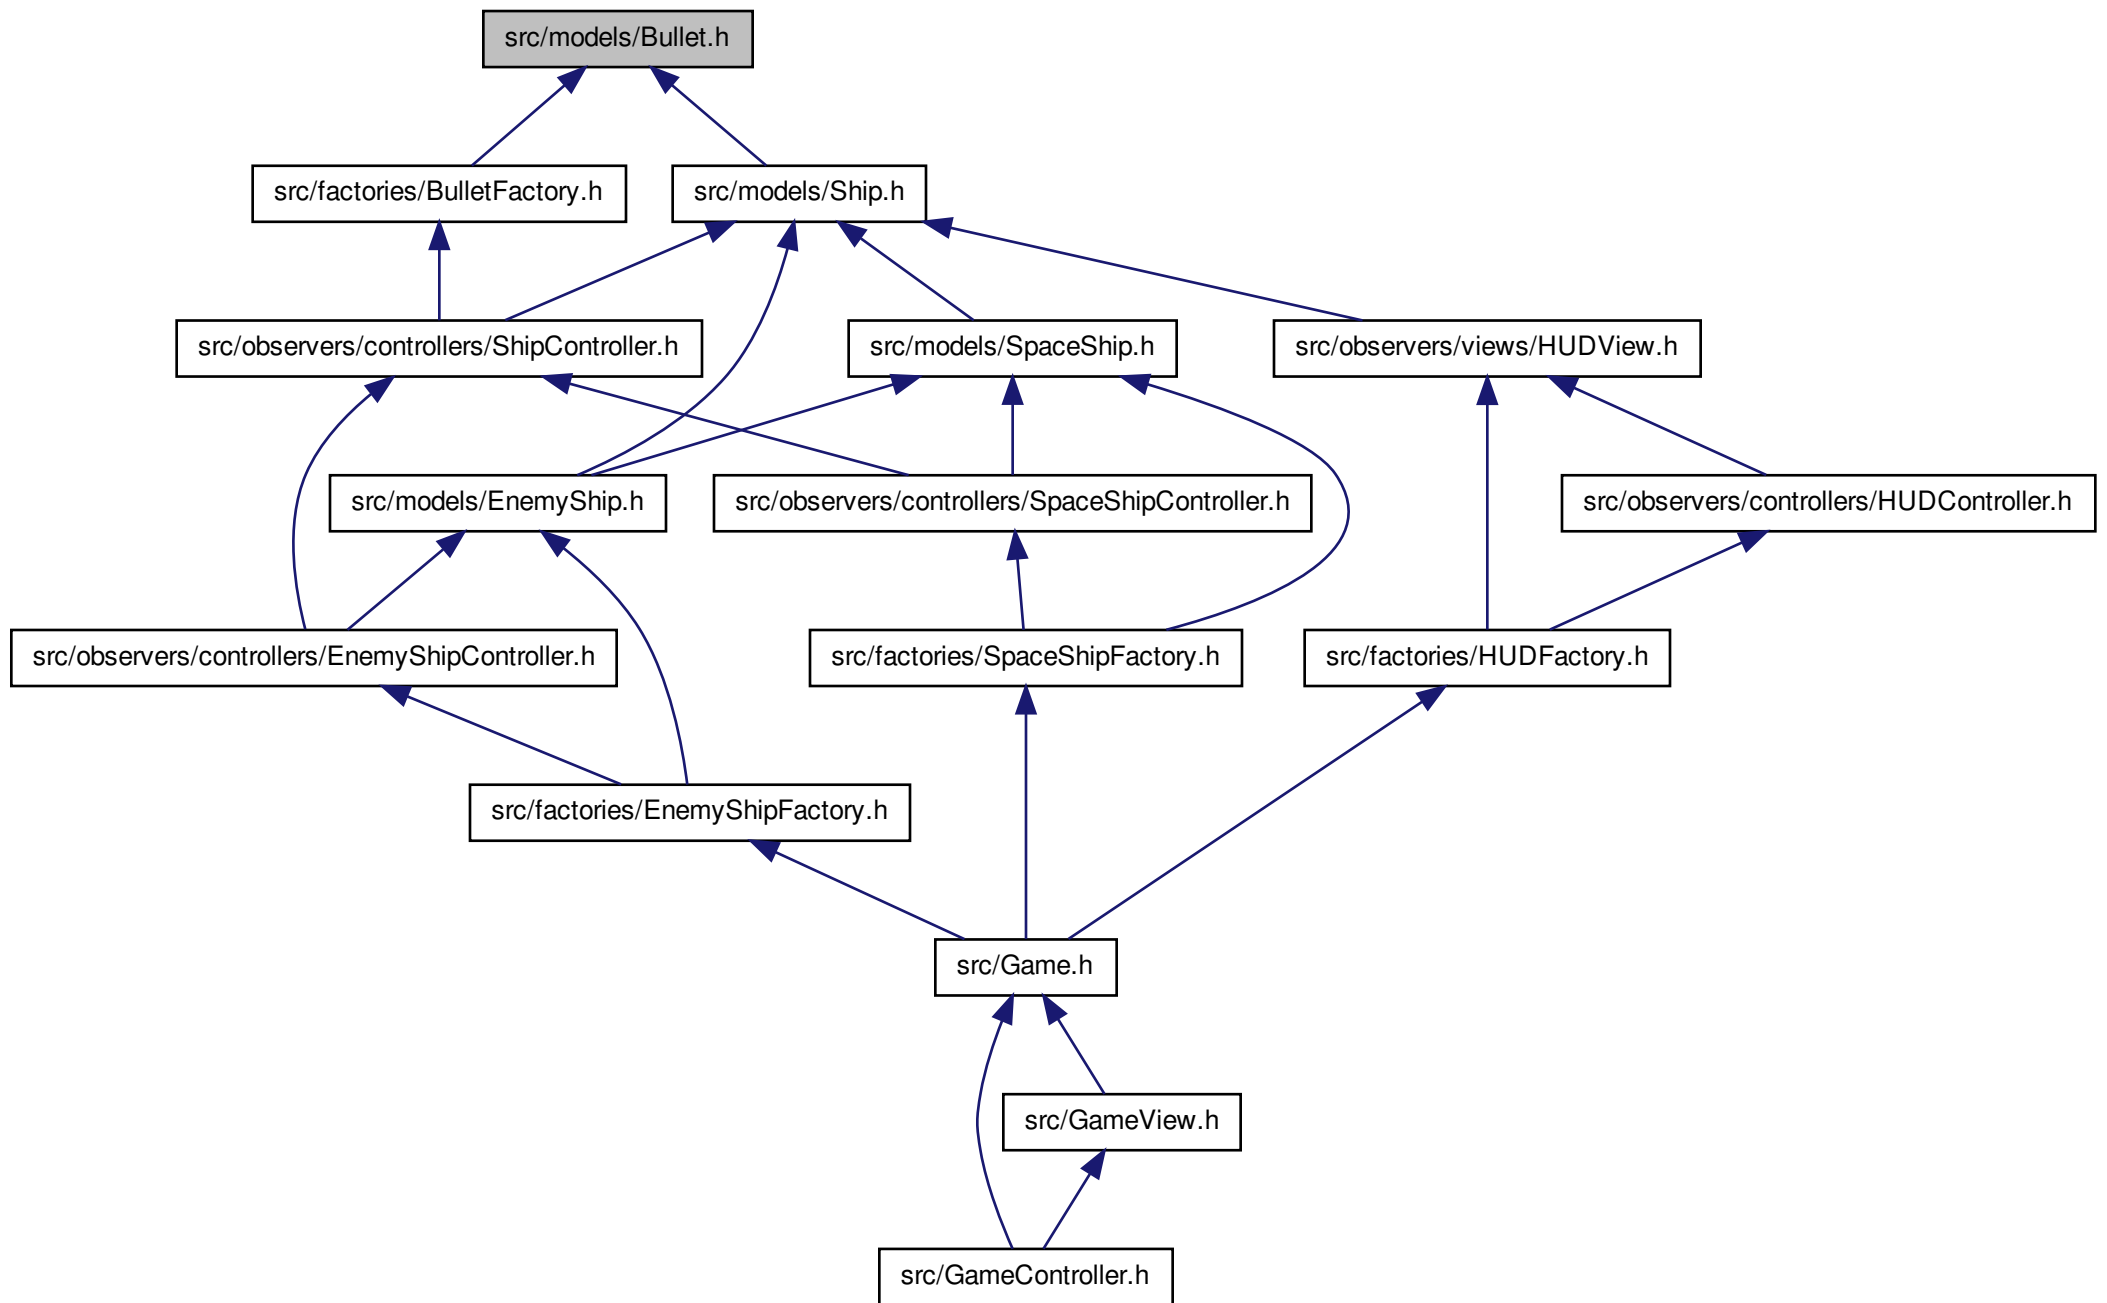 src/models/Bullet.h
src/factories/BulletFactory.h
src/models/Ship.h
src/observers/controllers/ShipController.h
src/models/SpaceShip.h
src/observers/views/HUDView.h
src/models/EnemyShip.h
src/observers/controllers/SpaceShipController.h
src/observers/controllers/HUDController.h
src/observers/controllers/EnemyShipController.h
src/factories/SpaceShipFactory.h
src/factories/HUDFactory.h
src/factories/EnemyShipFactory.h
src/Game.h
src/GameView.h
src/GameController.h